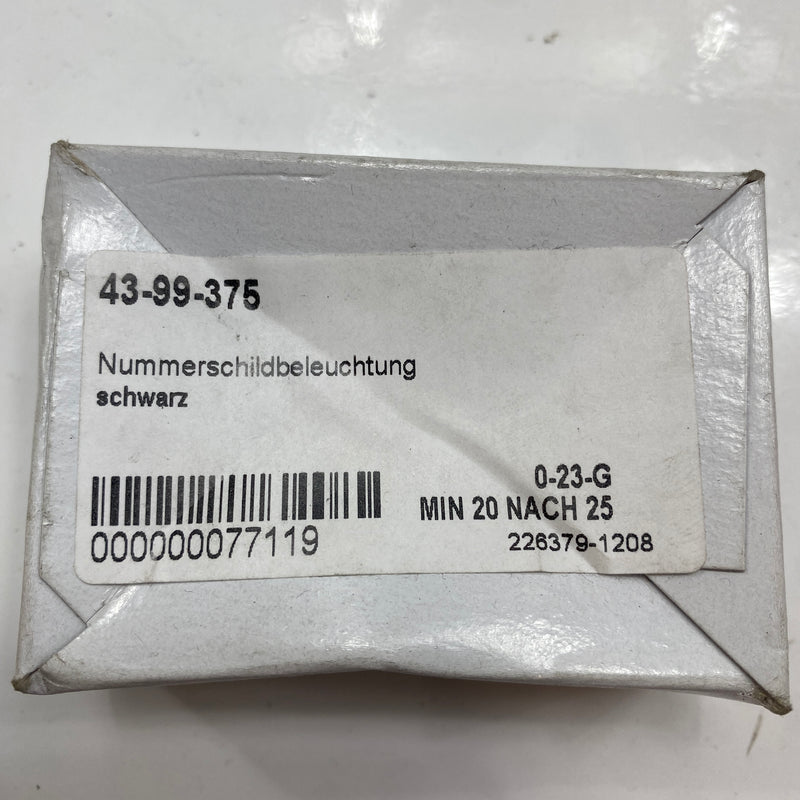 43-99-375
Nummerschildbeleuchtung
schwarz
0-23-G
MIN 20 NACH 25
000000077119
226379-1208